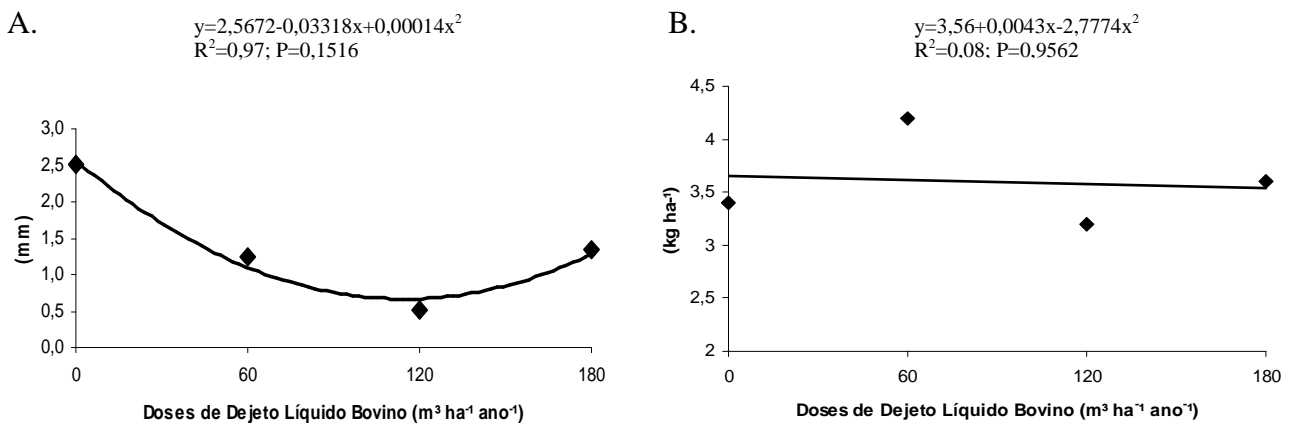 A.
y=2,5672-0,03318x+0,00014x²
R²=0,97; P=0,1516
3,0
2,5
2,0
1,5
1,0
0,5
0,0
(mm)
0 60 120 180
Doses de Dejeto Líquido Bovino (m³ ha⁻¹ ano⁻¹)
B.
y=3,56+0,0043x-2,7774x²
R²=0,08; P=0,9562
4,5
4
3,5
3
2,5
2
(kg ha⁻¹)
0 60 120 180
Doses de Dejeto Líquido Bovino (m³ ha⁻¹ ano⁻¹)